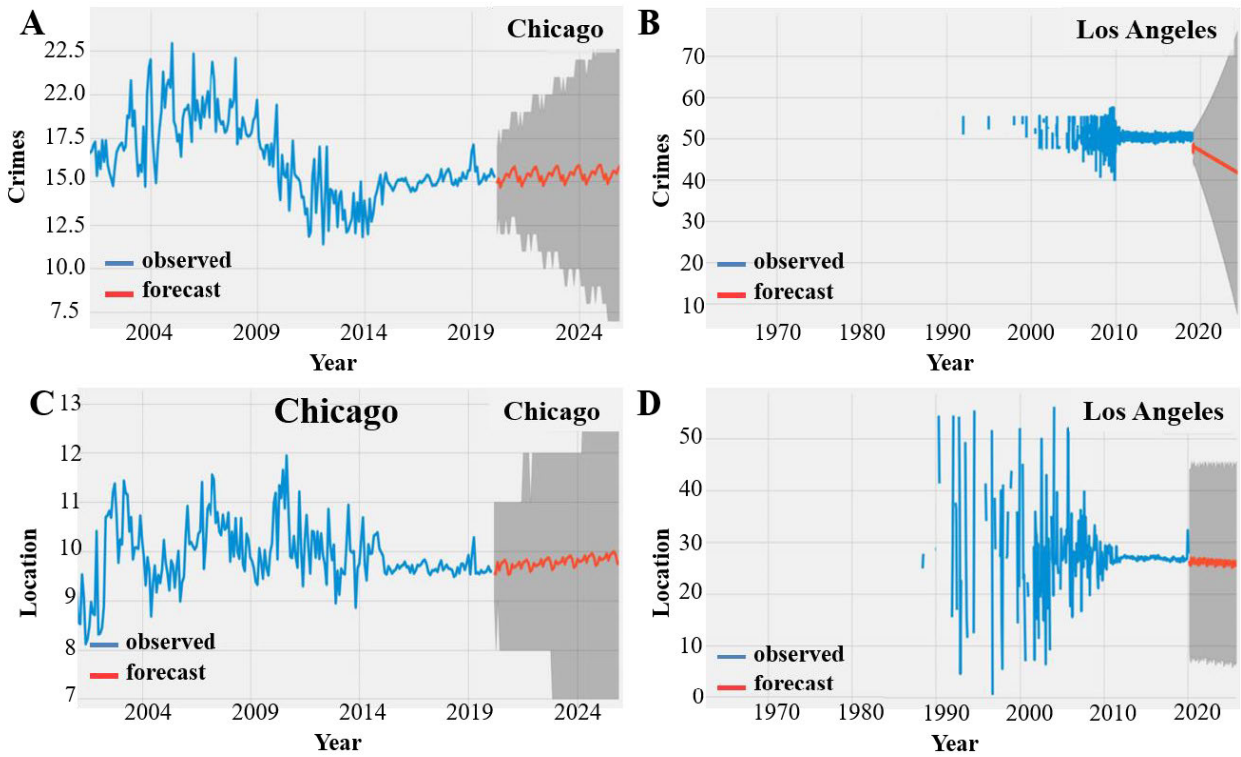 A
Chicago
22.5
22.0
17.5
15.0
12.5
10.0
7.5
Crimes
observed
forecast
2004
2009
2014
2019
2024
Year
B
Los Angeles
70
60
50
40
30
20
10
Crimes
observed
forecast
1970
1980
1990
2000
2010
2020
Year
C
Chicago
Chicago
13
12
11
10
9
8
7
Location
observed
forecast
2004
2009
2014
2019
2024
Year
D
Los Angeles
50
40
30
20
10
0
Location
observed
forecast
1970
1980
1990
2000
2010
2020
Year